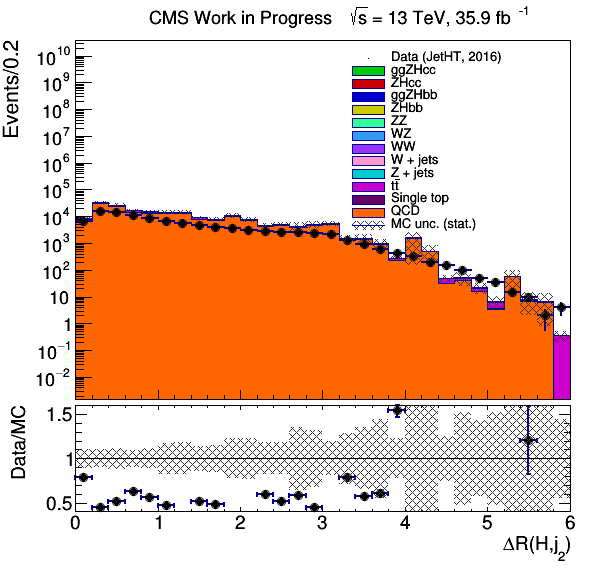 CMS Work in Progress √s = 13 TeV, 35.9 fb⁻¹
Events/0.2
10¹⁰
10⁹
10⁸
10⁷
10⁶
10⁵
10⁴
10³
10²
10
1
10⁻¹
10⁻²
Data (JetHT, 2016)
ggZHcc
ZHcc
ggZHbb
ZHbb
ZZ
WZ
WW
W + jets
Z + jets
tt̄
Single top
QCD
MC unc. (stat.)
Data/MC
1.5
1
0.5
0 1 2 3 4 5 6
ΔR(H,j₂)